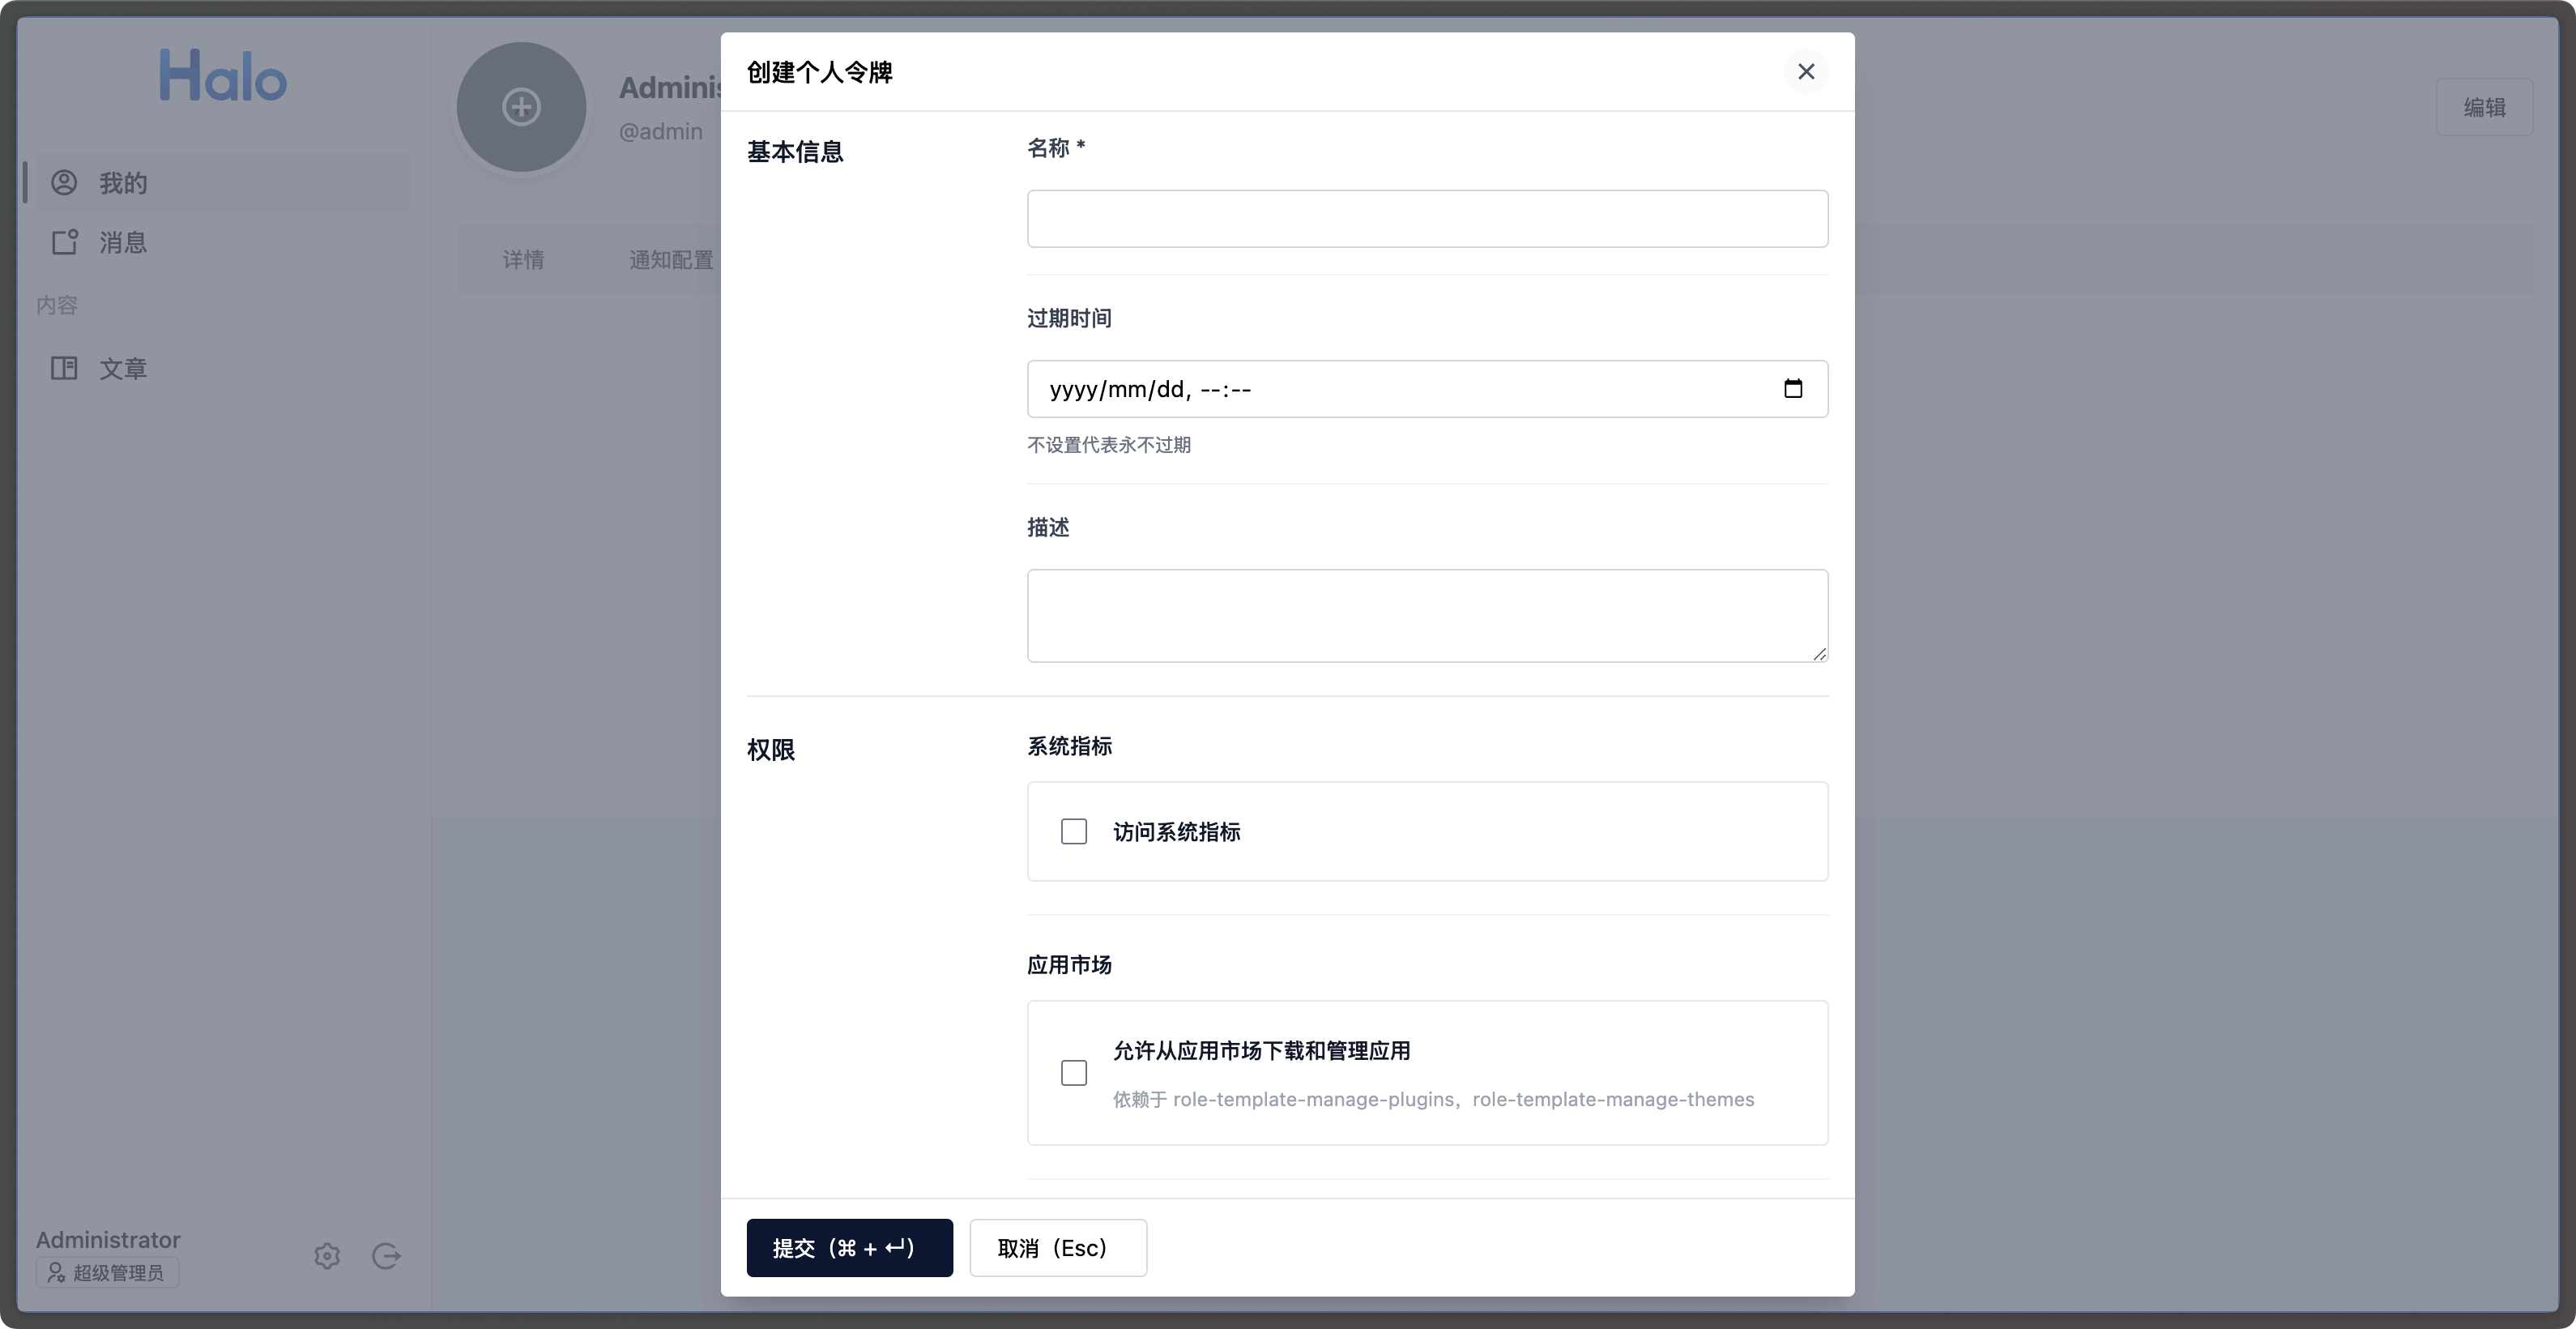 Halo
我的
消息
内容
文章
Administrator
超级管理员
@admin
编辑
详情
通知配置
创建个人令牌
基本信息
名称 *
过期时间
yyyy/mm/dd, --:--
不设置代表永不过期
描述
权限
系统指标
访问系统指标
应用市场
允许从应用市场下载和管理应用
依赖于 role-template-manage-plugins，role-template-manage-themes
提交（⌘ + ↵）
取消（Esc）